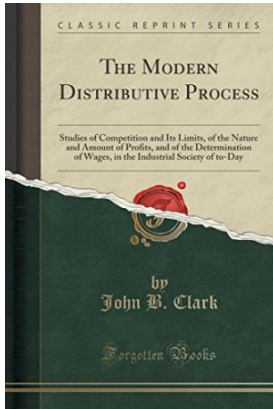 CLASSIC REPRINT SERIES
THE MODERN
DISTRIBUTIVE PROCESS
Studies of Competition and Its Limits, of the Nature
and Amount of Profits, and of the Determination
of Wages, in the Industrial Society of to-Day
by
John B. Clark
Forgotten Books